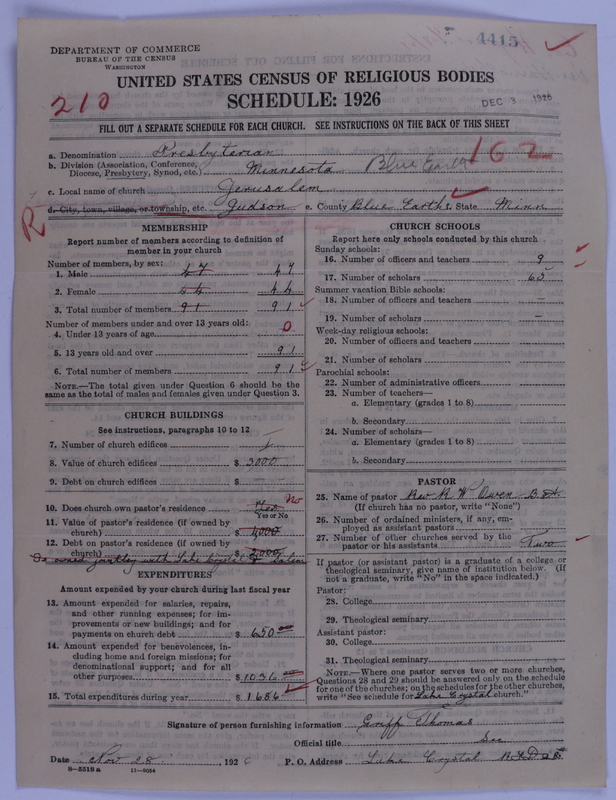 4415
DEPARTMENT OF COMMERCE
BUREAU OF THE CENSUS
WASHINGTON
UNITED STATES CENSUS OF RELIGIOUS BODIES
SCHEDULE: 1926
210
DEC 3 1926
FILL OUT A SEPARATE SCHEDULE FOR EACH CHURCH. SEE INSTRUCTIONS ON THE BACK OF THIS SHEET
a. Denomination Presbyterian
162
b. Division (Association, Conference, Diocese, Presbytery, Synod, etc.) Minnesota Blue Earth
c. Local name of church Jerusalem
d. City, town, village, or township, etc. Judson e. County Blue Earth State Minn
R
MEMBERSHIP
Report number of members according to definition of member in your church
Number of members, by sex:
1. Male 47 47
2. Female 44 44
3. Total number of members 91 91
Number of members under and over 13 years old:
4. Under 13 years of age 0
5. 13 years old and over 91
6. Total number of members 91
NOTE.—The total given under Question 6 should be the same as the total of males and females given under Question 3.
CHURCH BUILDINGS
See instructions, paragraphs 10 to 12
7. Number of church edifices 1
8. Value of church edifices $ 3000
9. Debt on church edifices $
10. Does church own pastor's residence Yes No
Yes or No
11. Value of pastor's residence (if owned by church) $ 4000
12. Debt on pastor's residence (if owned by church) $ 2000
Is owned jointley with Lake Crystal & Salem
EXPENDITURES
Amount expended by your church during last fiscal year
13. Amount expended for salaries, repairs, and other running expenses; for improvements or new buildings; and for payments on church debt $ 650
14. Amount expended for benevolences, including home and foreign missions; for denominational support; and for all other purposes $ 1036
15. Total expenditures during year $ 1686
CHURCH SCHOOLS
Report here only schools conducted by this church
Sunday schools:
16. Number of officers and teachers 9
17. Number of scholars 65
Summer vacation Bible schools:
18. Number of officers and teachers —
19. Number of scholars —
Week-day religious schools:
20. Number of officers and teachers
21. Number of scholars
Parochial schools:
22. Number of administrative officers
23. Number of teachers—
a. Elementary (grades 1 to 8)
b. Secondary
24. Number of scholars—
a. Elementary (grades 1 to 8)
b. Secondary
PASTOR
25. Name of pastor Rev R W Owen
(If church has no pastor, write "None")
26. Number of ordained ministers, if any, employed as assistant pastors
27. Number of other churches served by the pastor or his assistants Two
If pastor (or assistant pastor) is a graduate of a college or theological seminary, give name of institution below. (If not a graduate, write "No" in the space indicated.)
Pastor:
28. College
29. Theological seminary
Assistant pastor:
30. College
31. Theological seminary
NOTE.—Where one pastor serves two or more churches, Questions 28 and 29 should be answered only on the schedule for one of the churches; on the schedules for the other churches, write "See schedule for Lake Crystal church."
Signature of person furnishing information Griff Thomas
Official title Sec
Date Nov 28, 1926 P. O. Address Lake Crystal
8-5518 a 11-9054